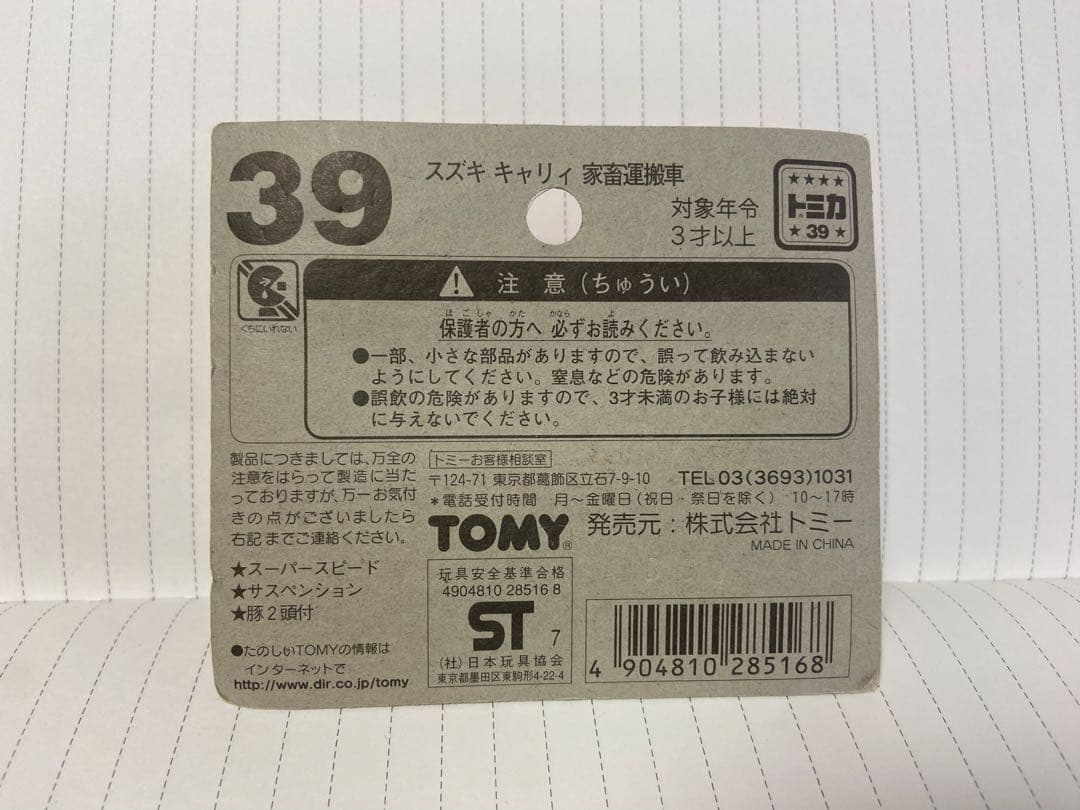 39
スズキ キャリィ 家畜運搬車
対象年令
3才以上
★★★★
トミカ
★39★
くちにいれない
⚠ 注 意 (ちゅうい)
ほごしゃ かた かなら よ
保護者の方へ 必ずお読みください。
●一部、小さな部品がありますので、誤って飲み込まない
ようにしてください。窒息などの危険があります。
●誤飲の危険がありますので、3才未満のお子様には絶対
に与えないでください。
製品につきましては、万全の
注意をはらって製造に当た
っておりますが、万一お気付
きの点がございましたら
右記 までご連絡ください。
★スーパースピード
★サスペンション
★豚2頭付
●たのしいTOMYの情報は
インターネットで
http://www.dir.co.jp/tomy
トミーお客様相談室
〒124-71 東京都葛飾区立石7-9-10 TEL03(3693)1031
*電話受付時間 月〜金曜日(祝日・祭日を除く) 10〜17時
TOMY® 発売元:株式会社トミー
MADE IN CHINA
玩具安全基準合格
4904810 28516 8
ST 7
(社)日本玩具協会
東京都墨田区東駒形4-22-4
4 904810 285168